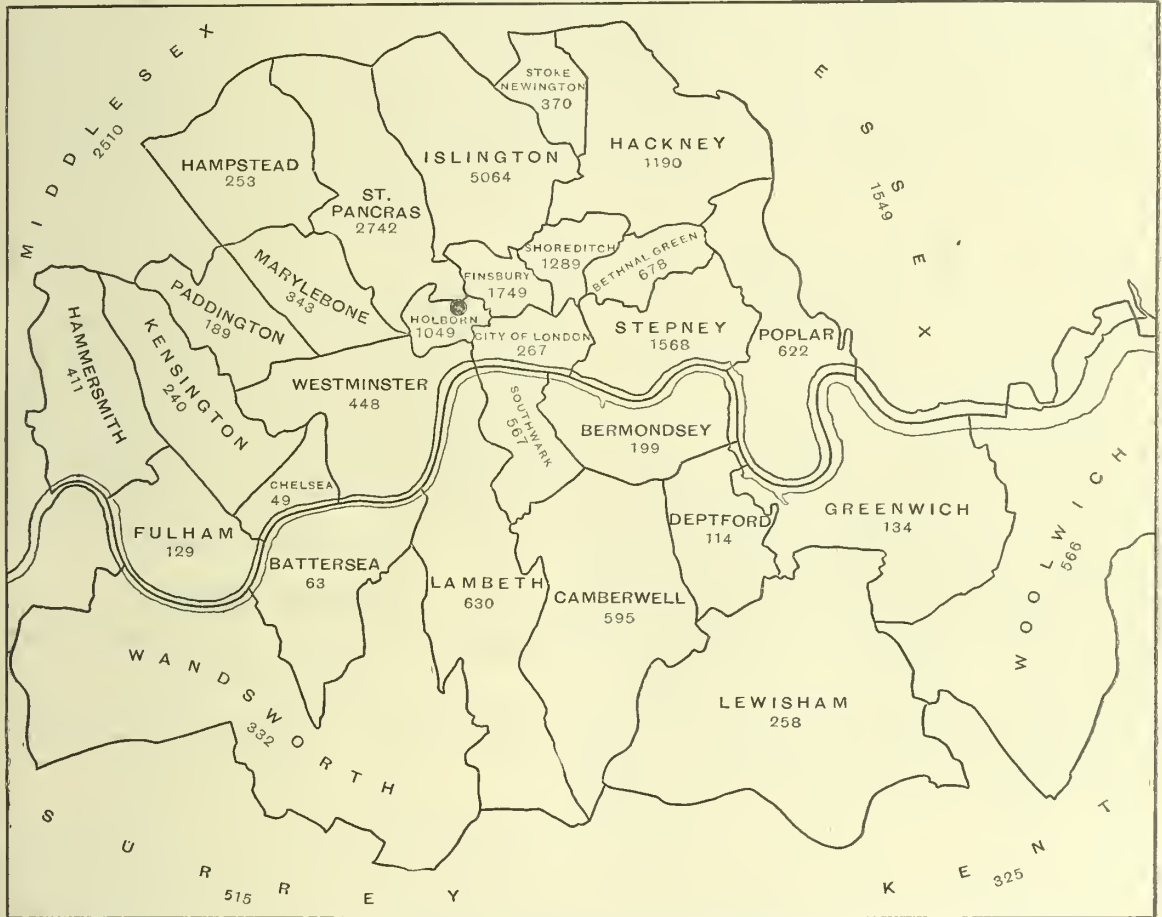 MIDDLESEX
2510
ESSEX
1549
STOKE
NEWINGTON
370
HACKNEY
1190
ISLINGTON
5064
HAMPSTEAD
253
ST.
PANCRAS
2742
SHOREDITCH
1289
BETHNAL GREEN
678
MARYLEBONE
343
FINSBURY
1749
PADDINGTON
189
HOLBORN
1049
CITY OF LONDON
267
STEPNEY
1568
POPLAR
622
HAMMERSMITH
411
KENSINGTON
240
WESTMINSTER
448
SOUTHWARK
567
BERMONDSEY
199
CHELSEA
49
FULHAM
129
DEPTFORD
114
GREENWICH
134
WOOLWICH
566
BATTERSEA
63
LAMBETH
630
CAMBERWELL
595
WANDSWORTH
332
LEWISHAM
258
SURREY
515
KENT
325